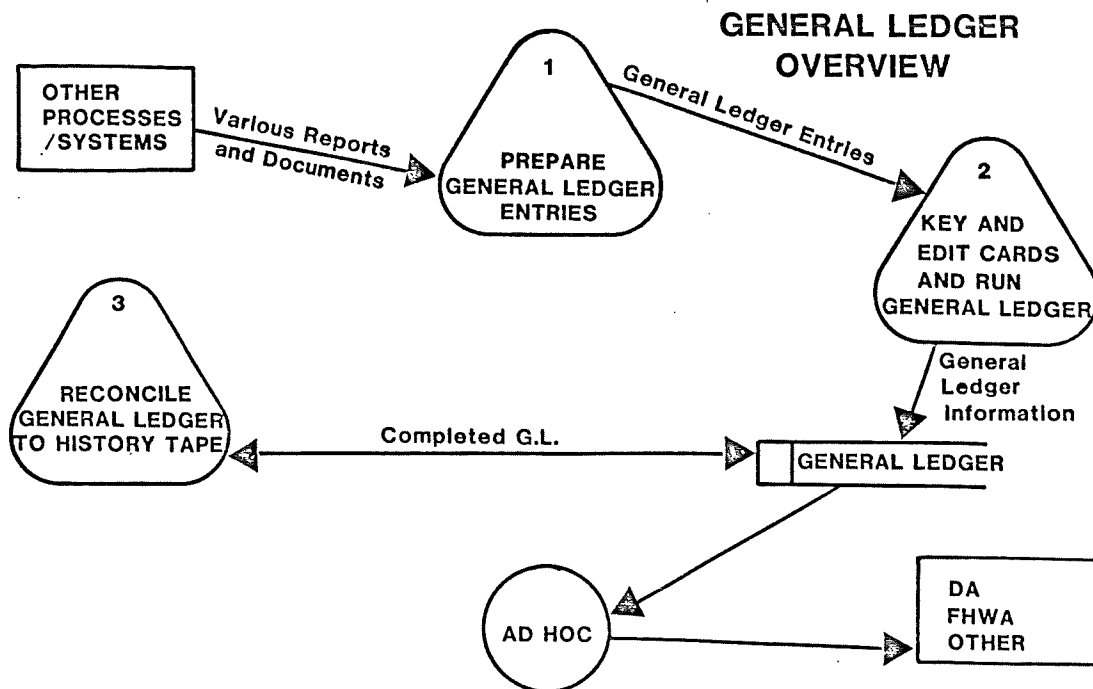 GENERAL LEDGER
OVERVIEW
OTHER
PROCESSES
/SYSTEMS
Various Reports
and Documents
1
PREPARE
GENERAL LEDGER
ENTRIES
General Ledger Entries
2
KEY AND
EDIT CARDS
AND RUN
GENERAL LEDGER
General
Ledger
Information
3
RECONCILE
GENERAL LEDGER
TO HISTORY TAPE
Completed G.L.
GENERAL LEDGER
AD HOC
DA
FHWA
OTHER